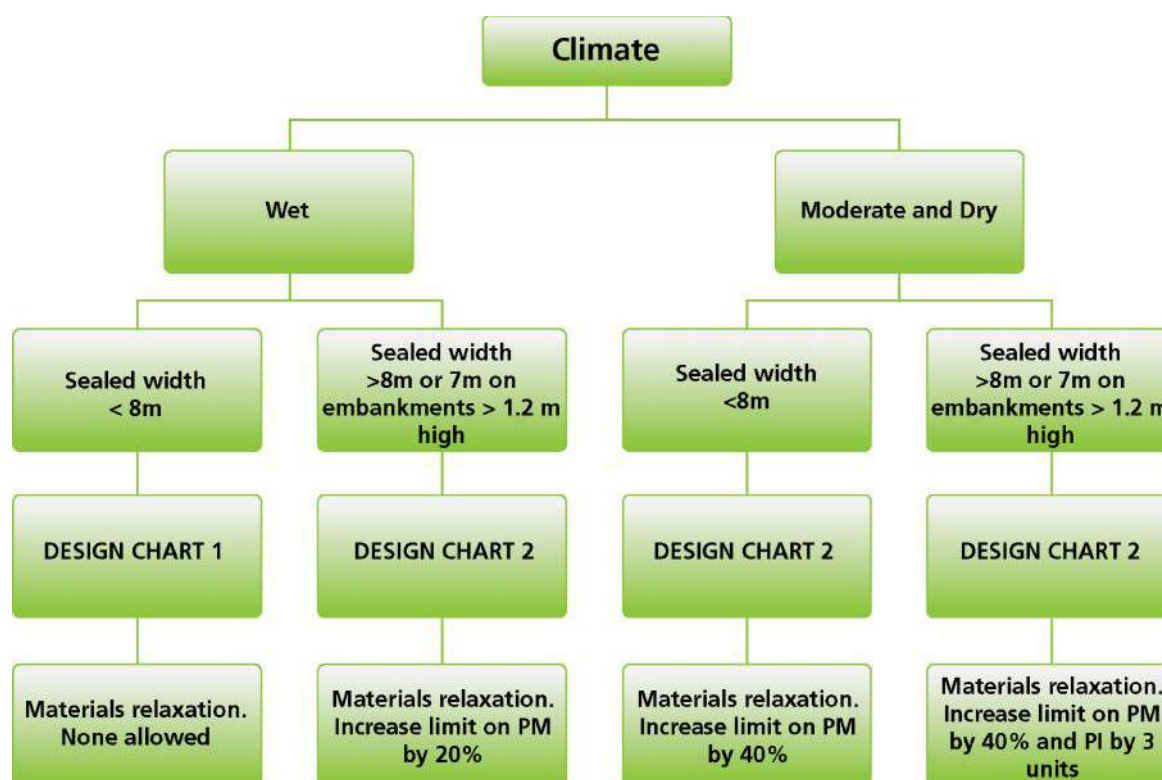 Climate
Wet
Moderate and Dry
Sealed width
< 8m
Sealed width
>8m or 7m on
embankments > 1.2 m
high
Sealed width
<8m
Sealed width
>8m or 7m on
embankments > 1.2 m
high
DESIGN CHART 1
DESIGN CHART 2
DESIGN CHART 2
DESIGN CHART 2
Materials relaxation.
None allowed
Materials relaxation.
Increase limit on PM
by 20%
Materials relaxation.
Increase limit on PM
by 40%
Materials relaxation.
Increase limit on PM
by 40% and PI by 3
units